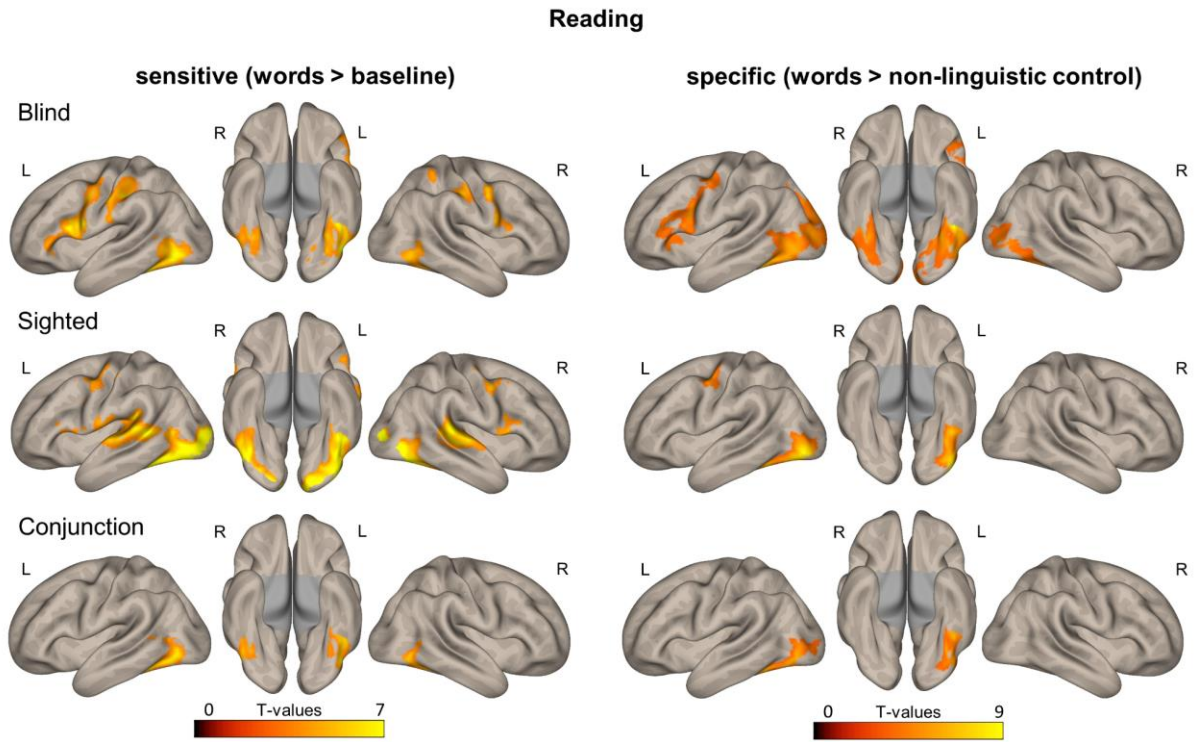 Reading
sensitive (words > baseline)
specific (words > non-linguistic control)
Blind
L
R
L
R
L
R
L
R
Sighted
L
R
L
R
L
R
L
R
Conjunction
L
R
L
R
L
R
L
R
0 T-values 7
0 T-values 9